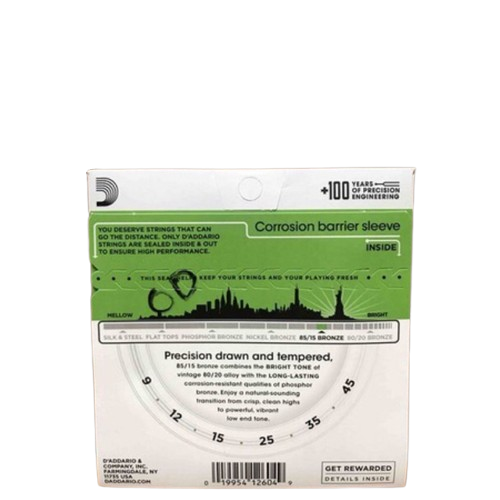 +100 YEARS OF PRECISION ENGINEERING
YOU DESERVE STRINGS THAT CAN
GO THE DISTANCE. ONLY D'ADDARIO
STRINGS ARE SEALED INSIDE & OUT
TO ENSURE HIGH PERFORMANCE.
Corrosion barrier sleeve
INSIDE
THIS SEAL HELPS KEEP YOUR STRINGS AND YOUR PLAYING FRESH
MELLOW
BRIGHT
SILK & STEEL FLAT TOPS PHOSPHOR BRONZE NICKEL BRONZE 85/15 BRONZE 80/20 BRONZE
Precision drawn and tempered,
85/15 bronze combines the BRIGHT TONE of
vintage 80/20 alloy with the LONG-LASTING
corrosion-resistant qualities of phosphor
bronze. Enjoy a natural-sounding
transition from crisp, clean highs
to powerful, vibrant
low end tone.
9 12 15 25 35 45
D'ADDARIO &
COMPANY, INC.
FARMINGDALE, NY
11735 USA
DADDARIO.COM
0 19954 12604 9
GET REWARDED
DETAILS INSIDE